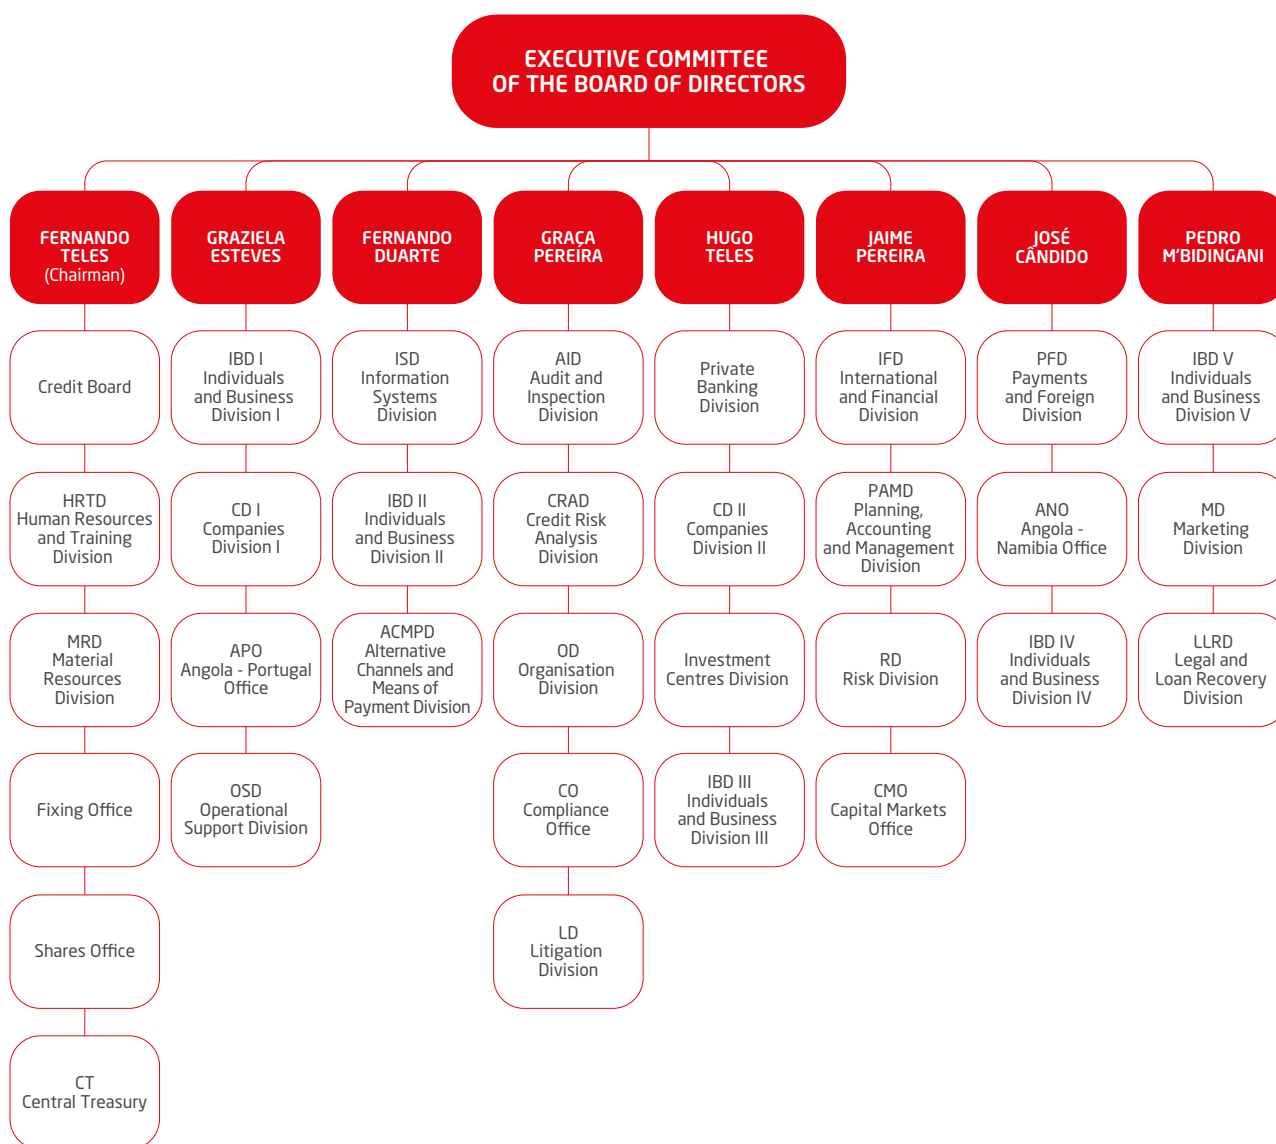 EXECUTIVE COMMITTEE
OF THE BOARD OF DIRECTORS
FERNANDO
TELES
(Chairman)
Credit Board
HRTD
Human Resources
and Training
Division
MRD
Material
Resources
Division
Fixing Office
Shares Office
CT
Central Treasury
GRAZIELA
ESTEVES
IBD I
Individuals
and Business
Division I
CD I
Companies
Division I
APO
Angola - Portugal
Office
OSD
Operational
Support Division
FERNANDO
DUARTE
ISD
Information
Systems
Division
IBD II
Individuals
and Business
Division II
ACMPD
Alternative
Channels and
Means of
Payment Division
GRAÇA
PEREIRA
AID
Audit and
Inspection
Division
CRAD
Credit Risk
Analysis
Division
OD
Organisation
Division
CO
Compliance
Office
LD
Litigation
Division
HUGO
TELES
Private
Banking
Division
CD II
Companies
Division II
Investment
Centres Division
IBD III
Individuals
and Business
Division III
JAIME
PEREIRA
IFD
International
and Financial
Division
PAMD
Planning,
Accounting
and Management
Division
RD
Risk Division
CMO
Capital Markets
Office
JOSÉ
CÂNDIDO
PFD
Payments
and Foreign
Division
ANO
Angola -
Namibia Office
IBD IV
Individuals
and Business
Division IV
PEDRO
M'BIDINGANI
IBD V
Individuals
and Business
Division V
MD
Marketing
Division
LLRD
Legal and
Loan Recovery
Division